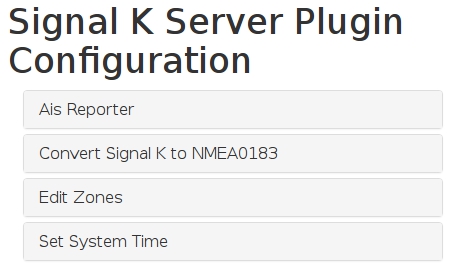 Signal K Server Plugin
Configuration
Ais Reporter
Convert Signal K to NMEA0183
Edit Zones
Set System Time